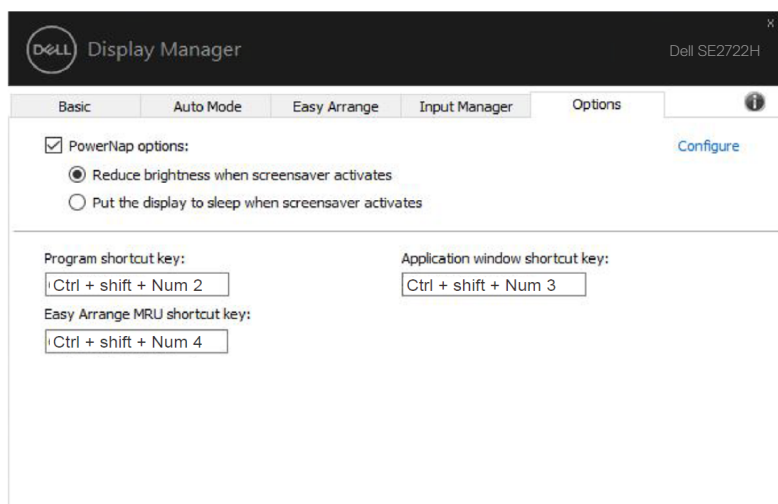 DELL Display Manager
x
Dell SE2722H
Basic Auto Mode Easy Arrange Input Manager Options i
PowerNap options: Configure
Reduce brightness when screensaver activates
Put the display to sleep when screensaver activates
Program shortcut key: Application window shortcut key:
Ctrl + shift + Num 2 Ctrl + shift + Num 3
Easy Arrange MRU shortcut key:
Ctrl + shift + Num 4